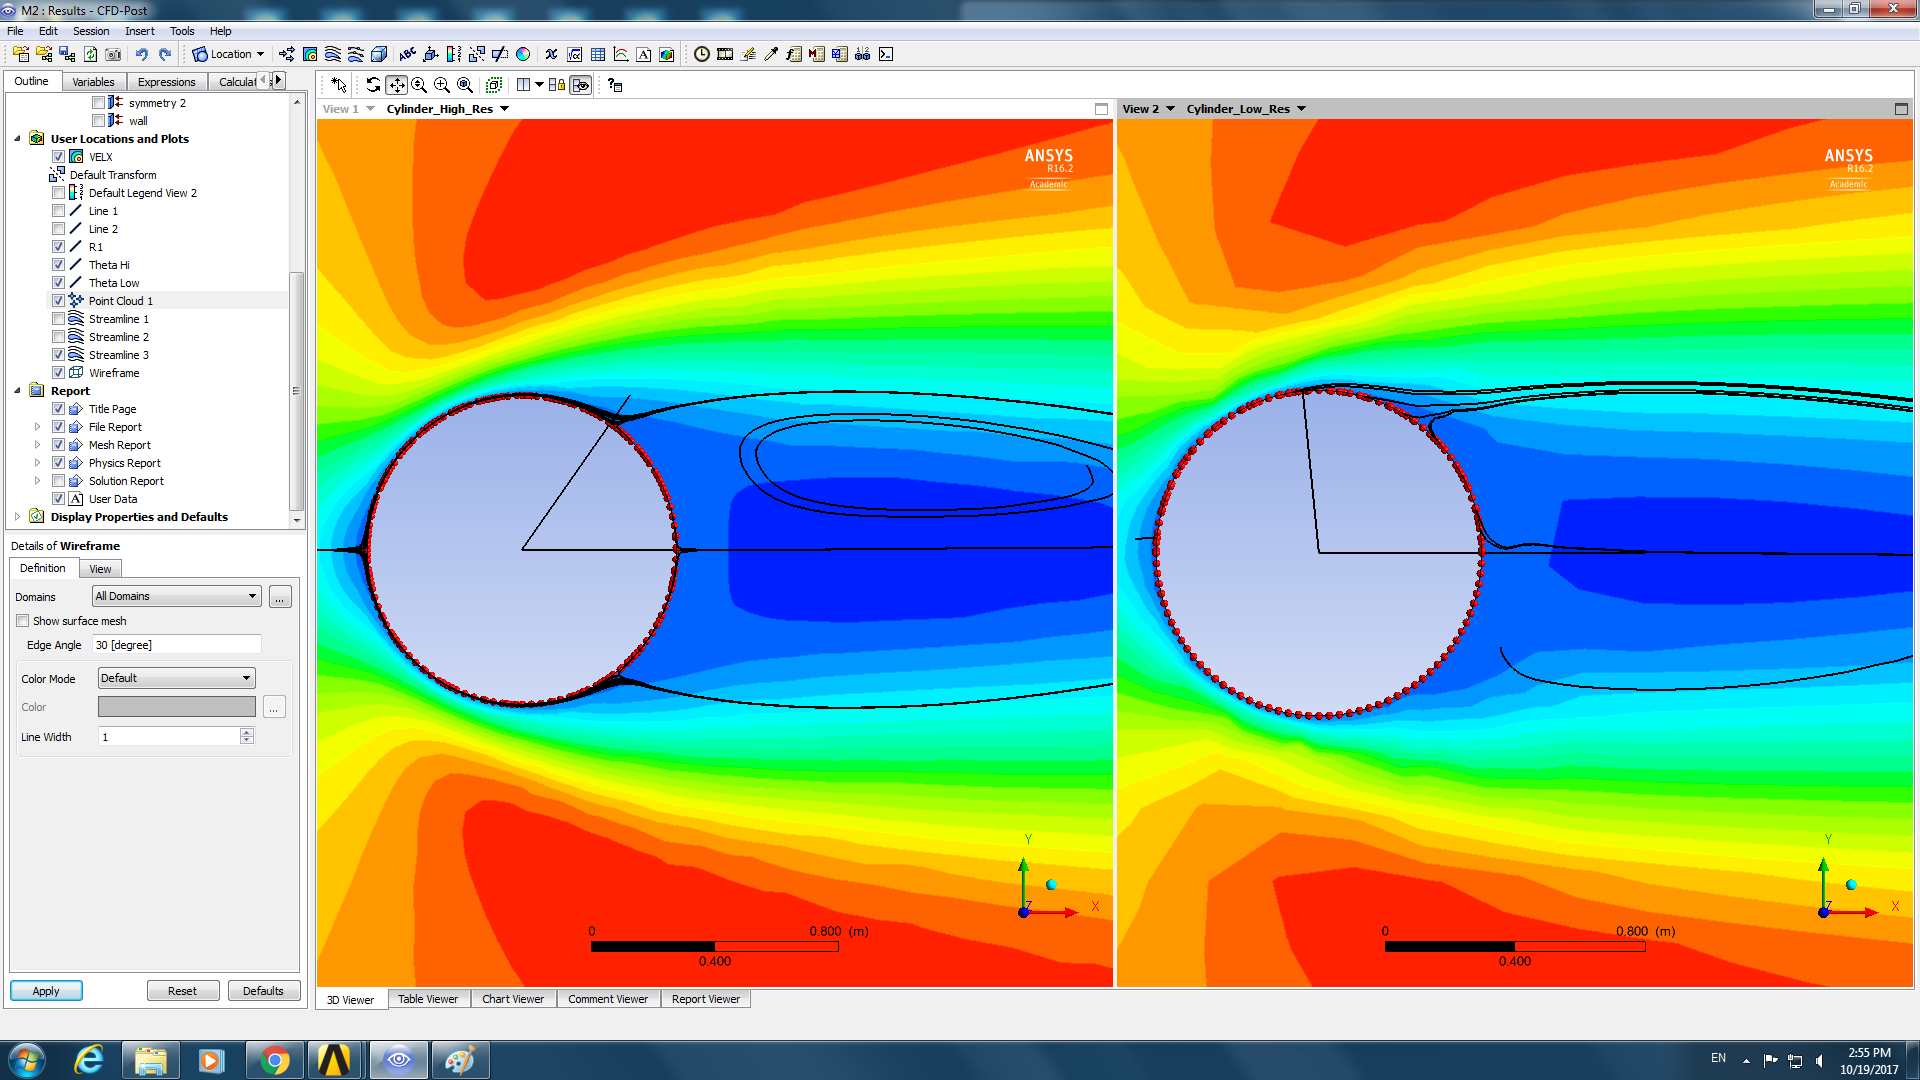 M2 : Results - CFD-Post
File Edit Session Insert Tools Help
Location
Outline Variables Expressions Calculat
symmetry 2
wall
User Locations and Plots
VELX
Default Transform
Default Legend View 2
Line 1
Line 2
R1
Theta Hi
Theta Low
Point Cloud 1
Streamline 1
Streamline 2
Streamline 3
Wireframe
Report
Title Page
File Report
Mesh Report
Physics Report
Solution Report
User Data
Display Properties and Defaults
Details of Wireframe
Definition View
Domains All Domains ...
Show surface mesh
Edge Angle 30 [degree]
Color Mode Default
Color ...
Line Width 1
Apply Reset Defaults
View 1 Cylinder_High_Res
ANSYS
R16.2
Academic
Y
Z X
0 0.800 (m)
0.400
View 2 Cylinder_Low_Res
ANSYS
R16.2
Academic
Y
Z X
0 0.800 (m)
0.400
3D Viewer Table Viewer Chart Viewer Comment Viewer Report Viewer
EN
2:55 PM
10/19/2017